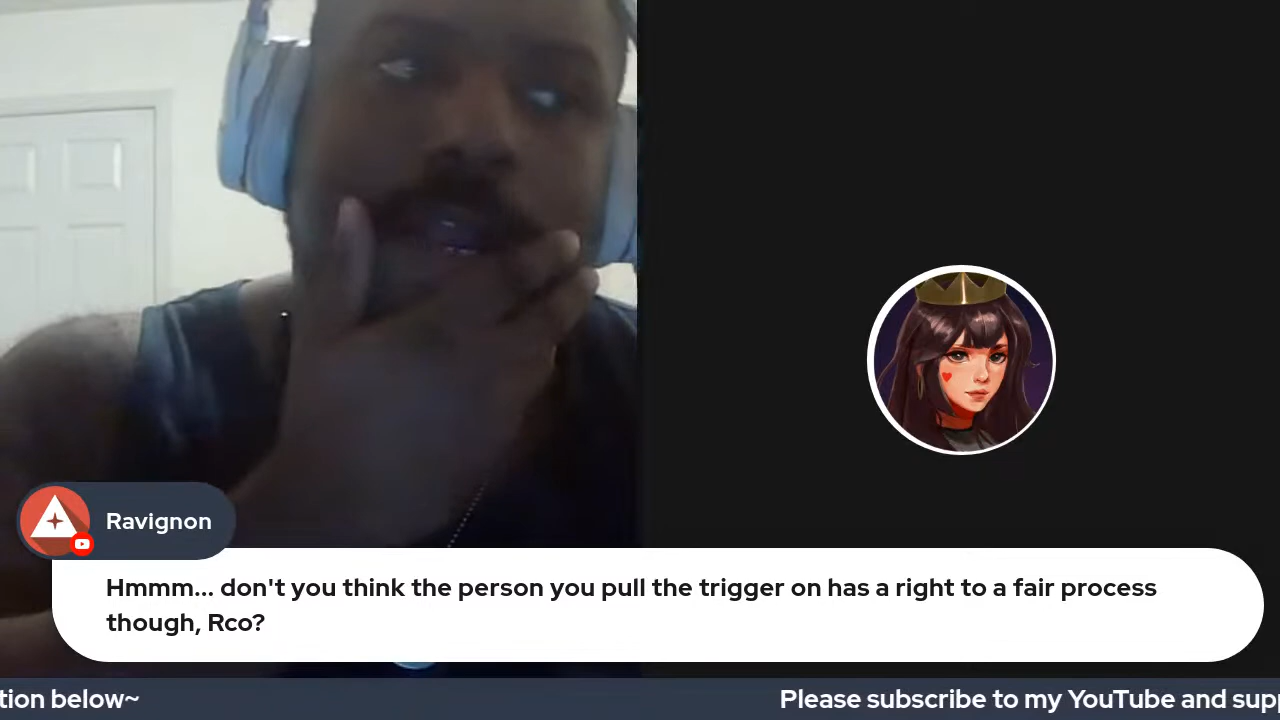 Ravignon
Hmmm... don't you think the person you pull the trigger on has a right to a fair process
though, Rco?
tion below~ Please subscribe to my YouTube and supp